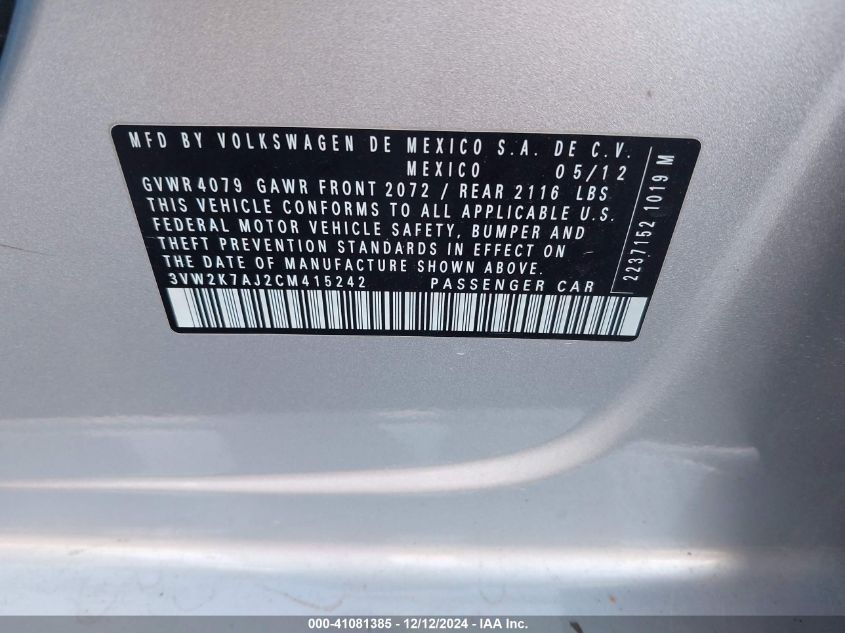 MFD BY VOLKSWAGEN DE MEXICO S.A. DE C.V.
MEXICO 05/12
GVWR 4079 GAWR FRONT 2072 / REAR 2116 LBS
THIS VEHICLE CONFORMS TO ALL APPLICABLE U.S.
FEDERAL MOTOR VEHICLE SAFETY, BUMPER AND
THEFT PREVENTION STANDARDS IN EFFECT ON
THE DATE OF MANUFACTURE SHOWN ABOVE.
3VW2K7AJ2CM415242 PASSENGER CAR
2237152 1019 M
000-41081385 - 12/12/2024 - IAA Inc.